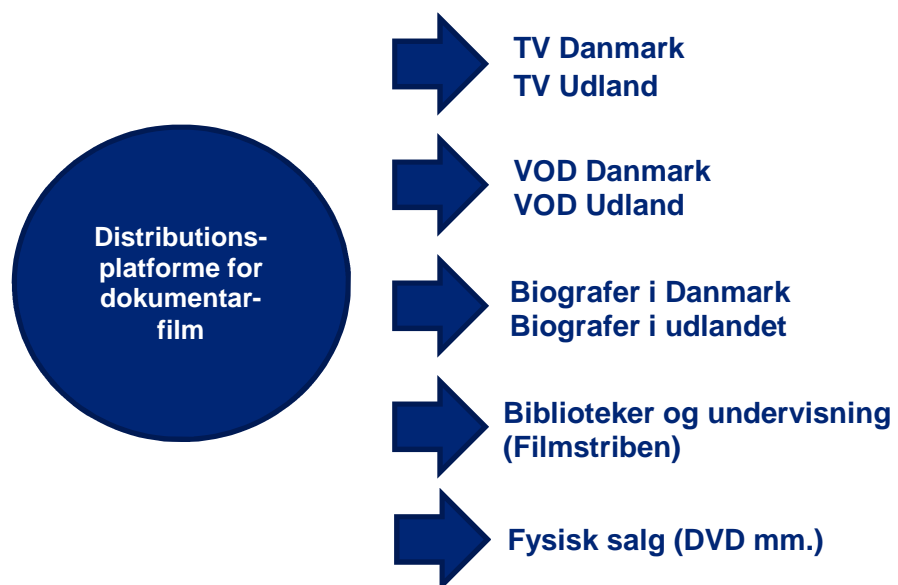 Distributions-
platforme for
dokumentar-
film
TV Danmark
TV Udland
VOD Danmark
VOD Udland
Biografer i Danmark
Biografer i udlandet
Biblioteker og undervisning
(Filmstriben)
Fysisk salg (DVD mm.)